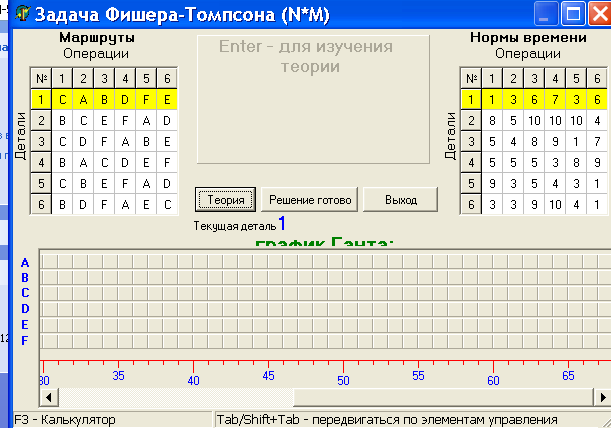 Задача Фишера-Томпсона (N*M)
Маршруты
Операции
Детали
№ 1 2 3 4 5 6
1 C A B D F E
2 B C E F A D
3 C D F A B E
4 B A C D E F
5 C B E F A D
6 B D F A E C
Enter - для изучения
теории
Нормы времени
Операции
Детали
№ 1 2 3 4 5 6
1 1 3 6 7 3 6
2 8 5 10 10 10 4
3 5 4 8 9 1 7
4 5 5 5 3 8 9
5 9 3 5 4 3 1
6 3 3 9 10 4 1
Теория Решение готово Выход
Текущая деталь 1
график Ганта:
A
B
C
D
E
F
30 35 40 45 50 55 60 65
F3 - Калькулятор Tab/Shift+Tab - передвигаться по элементам управления